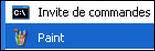 Invite de commandes
Paint